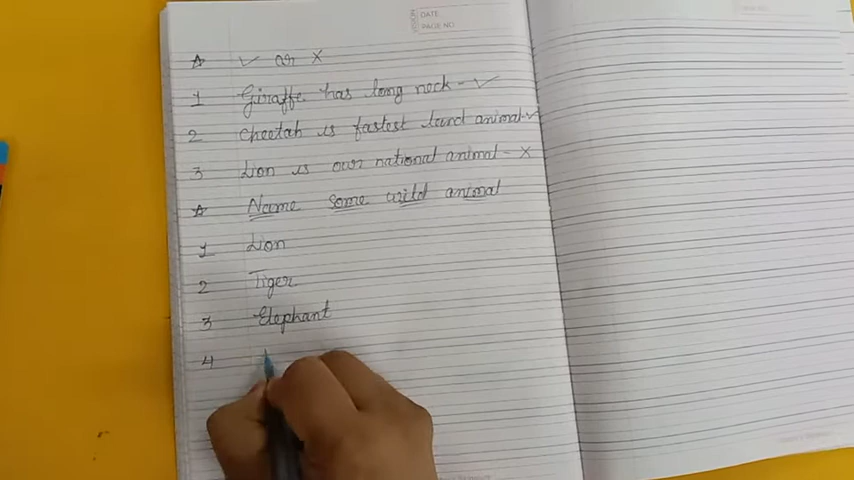 VISION
DATE
PAGE NO.
☆ ✓ or ✗
1 Giraffe has long neck - ✓
2 Cheetah is fastest land animal - ✓
3 Lion is our national animal - ✗
☆ Name some wild animal
1 Lion
2 Tiger
3 Elephant
4